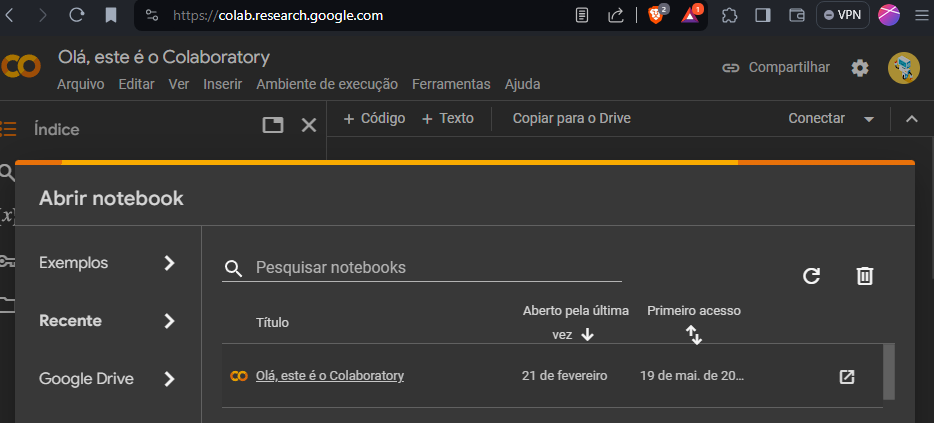 https://colab.research.google.com
2
1
VPN
Olá, este é o Colaboratory
Arquivo Editar Ver Inserir Ambiente de execução Ferramentas Ajuda
Compartilhar
Índice
+ Código + Texto Copiar para o Drive Conectar
{x}
Abrir notebook
Exemplos
Recente
Google Drive
Pesquisar notebooks
Título Aberto pela última vez Primeiro acesso
Olá, este é o Colaboratory 21 de fevereiro 19 de mai. de 20…